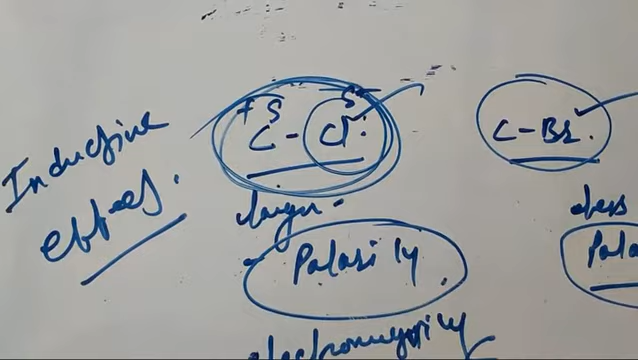 Inductive effect.
+δ C - δ- Cl.
larger -
Polarity
electronegativity
C - Br.
less
Pola